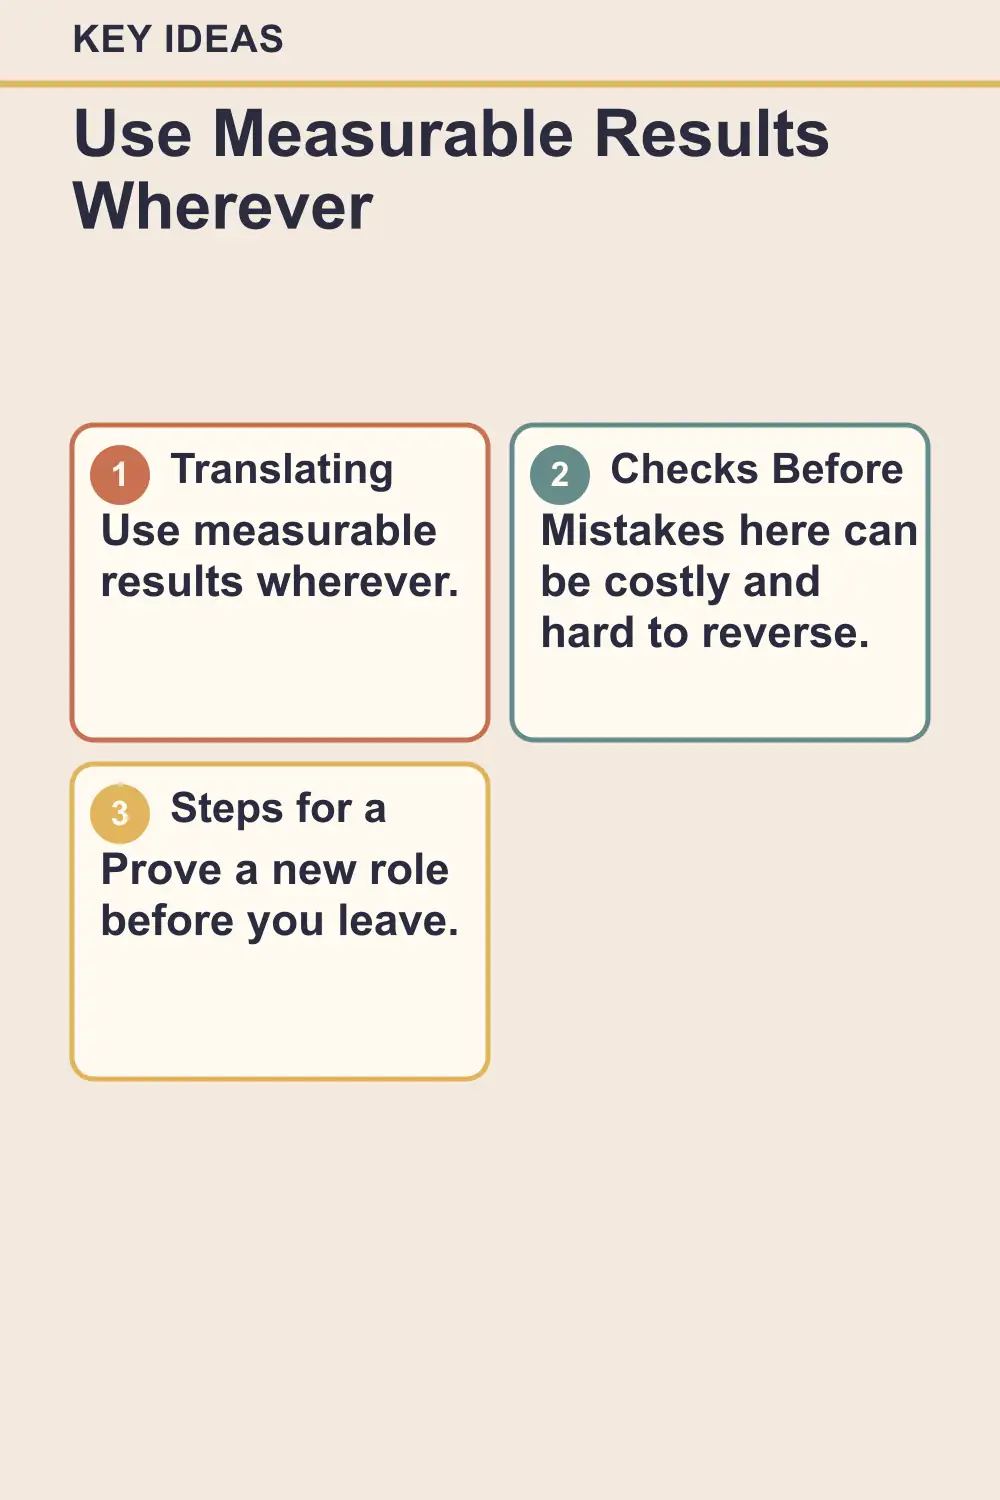 KEY IDEAS
Use Measurable Results
Wherever
1 Translating
Use measurable
results wherever.
2 Checks Before
Mistakes here can
be costly and
hard to reverse.
3 Steps for a
Prove a new role
before you leave.